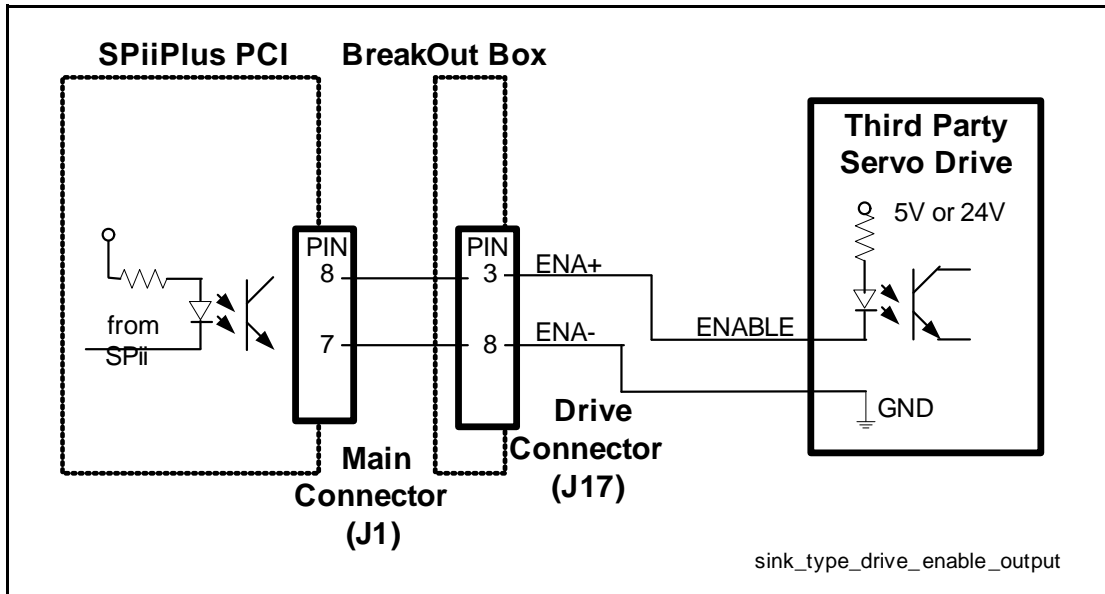 SPiiPlus PCI
BreakOut Box
Third Party
Servo Drive
5V or 24V
PIN
8
7
PIN
3
8
ENA+
ENA-
ENABLE
from
SPii
GND
Main
Connector
(J1)
Drive
Connector
(J17)
sink_type_drive_enable_output